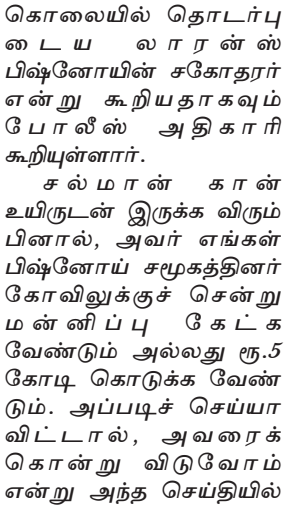 கொலையில் தொடர்பு
டைய லாரன்ஸ்
பிஷ்னோயின் சகோதரர்
என்று கூறியதாகவும்
போலீஸ் அதிகாரி
கூறியுள்ளார்.
சல்மான் கான்
உயிருடன் இருக்க விரும்
பினால், அவர் எங்கள்
பிஷ்னோய் சமூகத்தினர்
கோவிலுக்குச் சென்று
மன்னிப்பு கேட்க
வேண்டும் அல்லது ரூ.5
கோடி கொடுக்க வேண்
டும். அப்படிச் செய்யா
விட்டால், அவரைக்
கொன்று விடுவோம்
என்று அந்த செய்தியில்